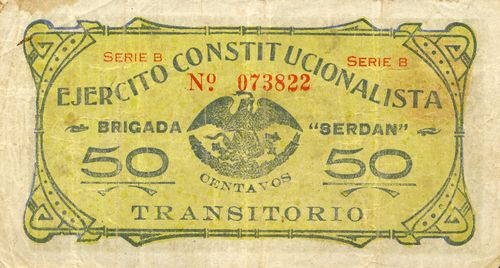 SERIE B SERIE B
EJERCITO CONSTITUCIONALISTA
Nº 073822
BRIGADA "SERDAN"
50 50
CENTAVOS
TRANSITORIO